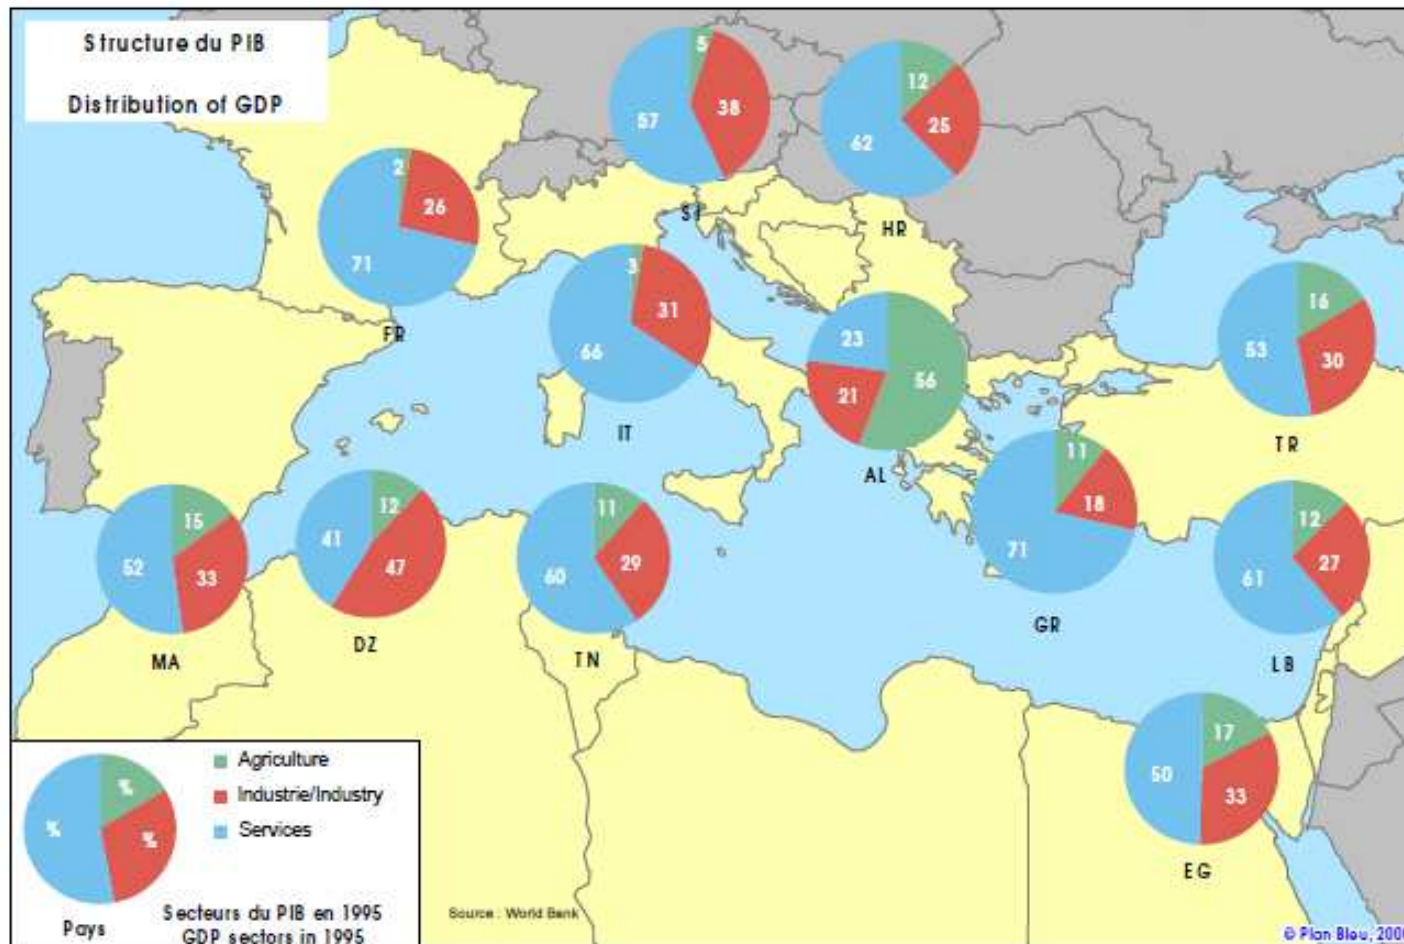 Structure du PIB
Distribution of GDP
5
38
57
12
25
62
2
26
71
SI
HR
3
31
66
16
30
53
23
56
21
FR
IT
AL
TR
11
18
71
15
33
52
12
47
41
11
29
60
12
27
61
GR
MA
DZ
TN
LB
17
33
50
EG
%
%
%
Agriculture
Industrie/Industry
Services
Pays
Secteurs du PIB en 1995
GDP sectors in 1995
Source : World Bank
© Plan Bleu, 200